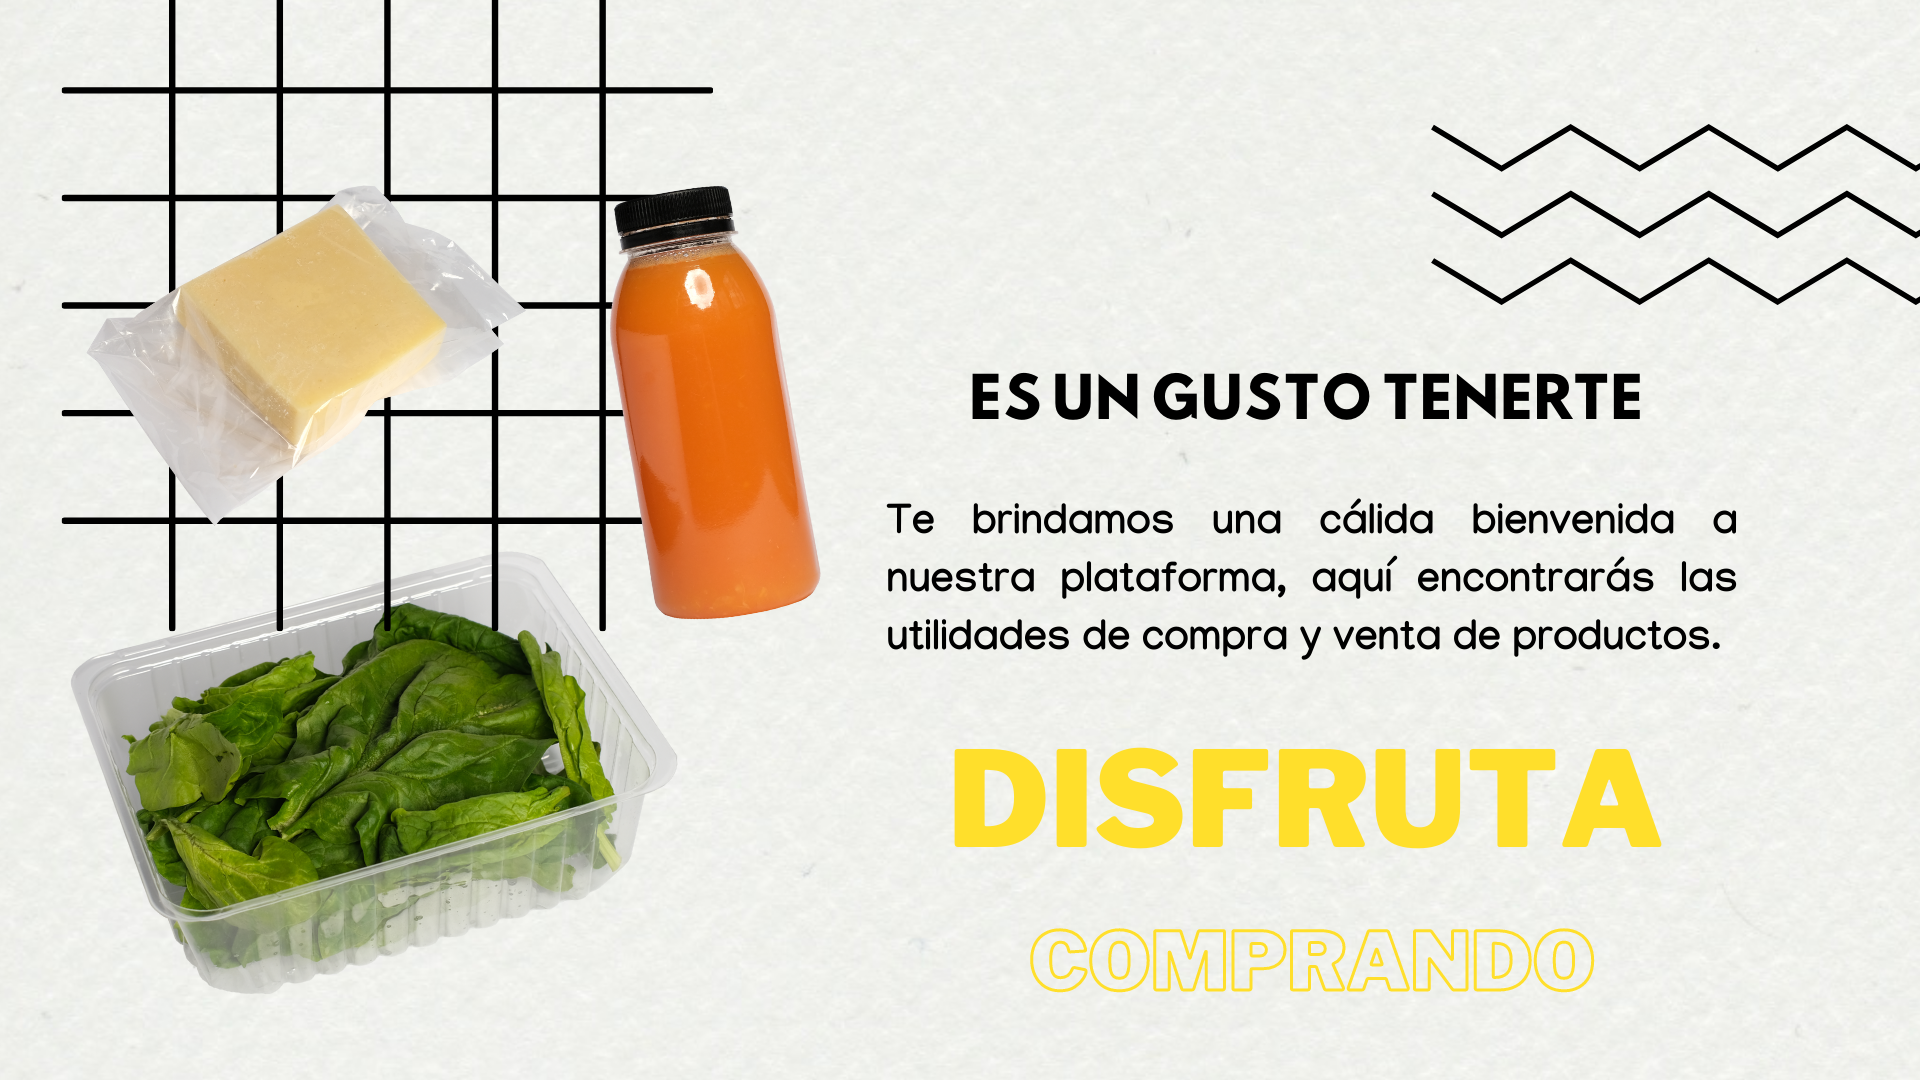 ES UN GUSTO TENERTE
Te brindamos una cálida bienvenida a
nuestra plataforma, aquí encontrarás las
utilidades de compra y venta de productos.
DISFRUTA
COMPRANDO